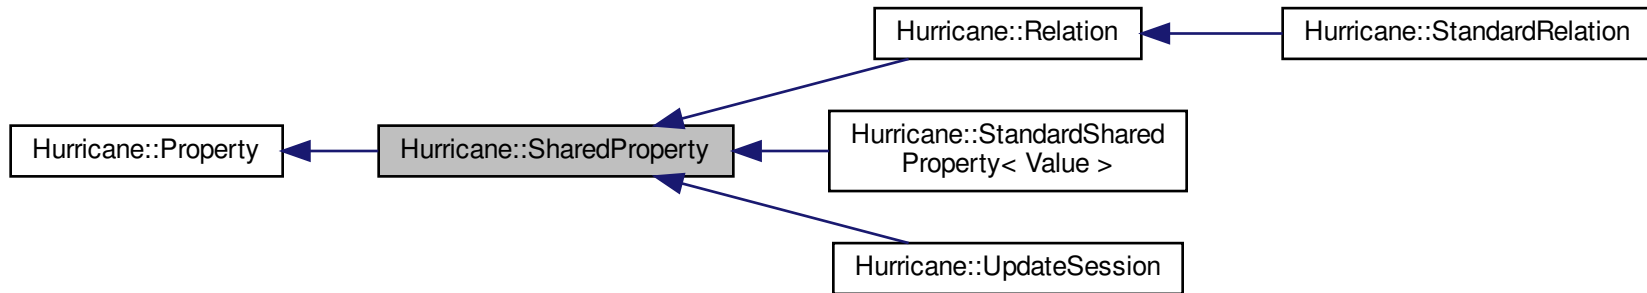 Hurricane::Property
Hurricane::SharedProperty
Hurricane::Relation
Hurricane::StandardRelation
Hurricane::StandardShared
Property< Value >
Hurricane::UpdateSession